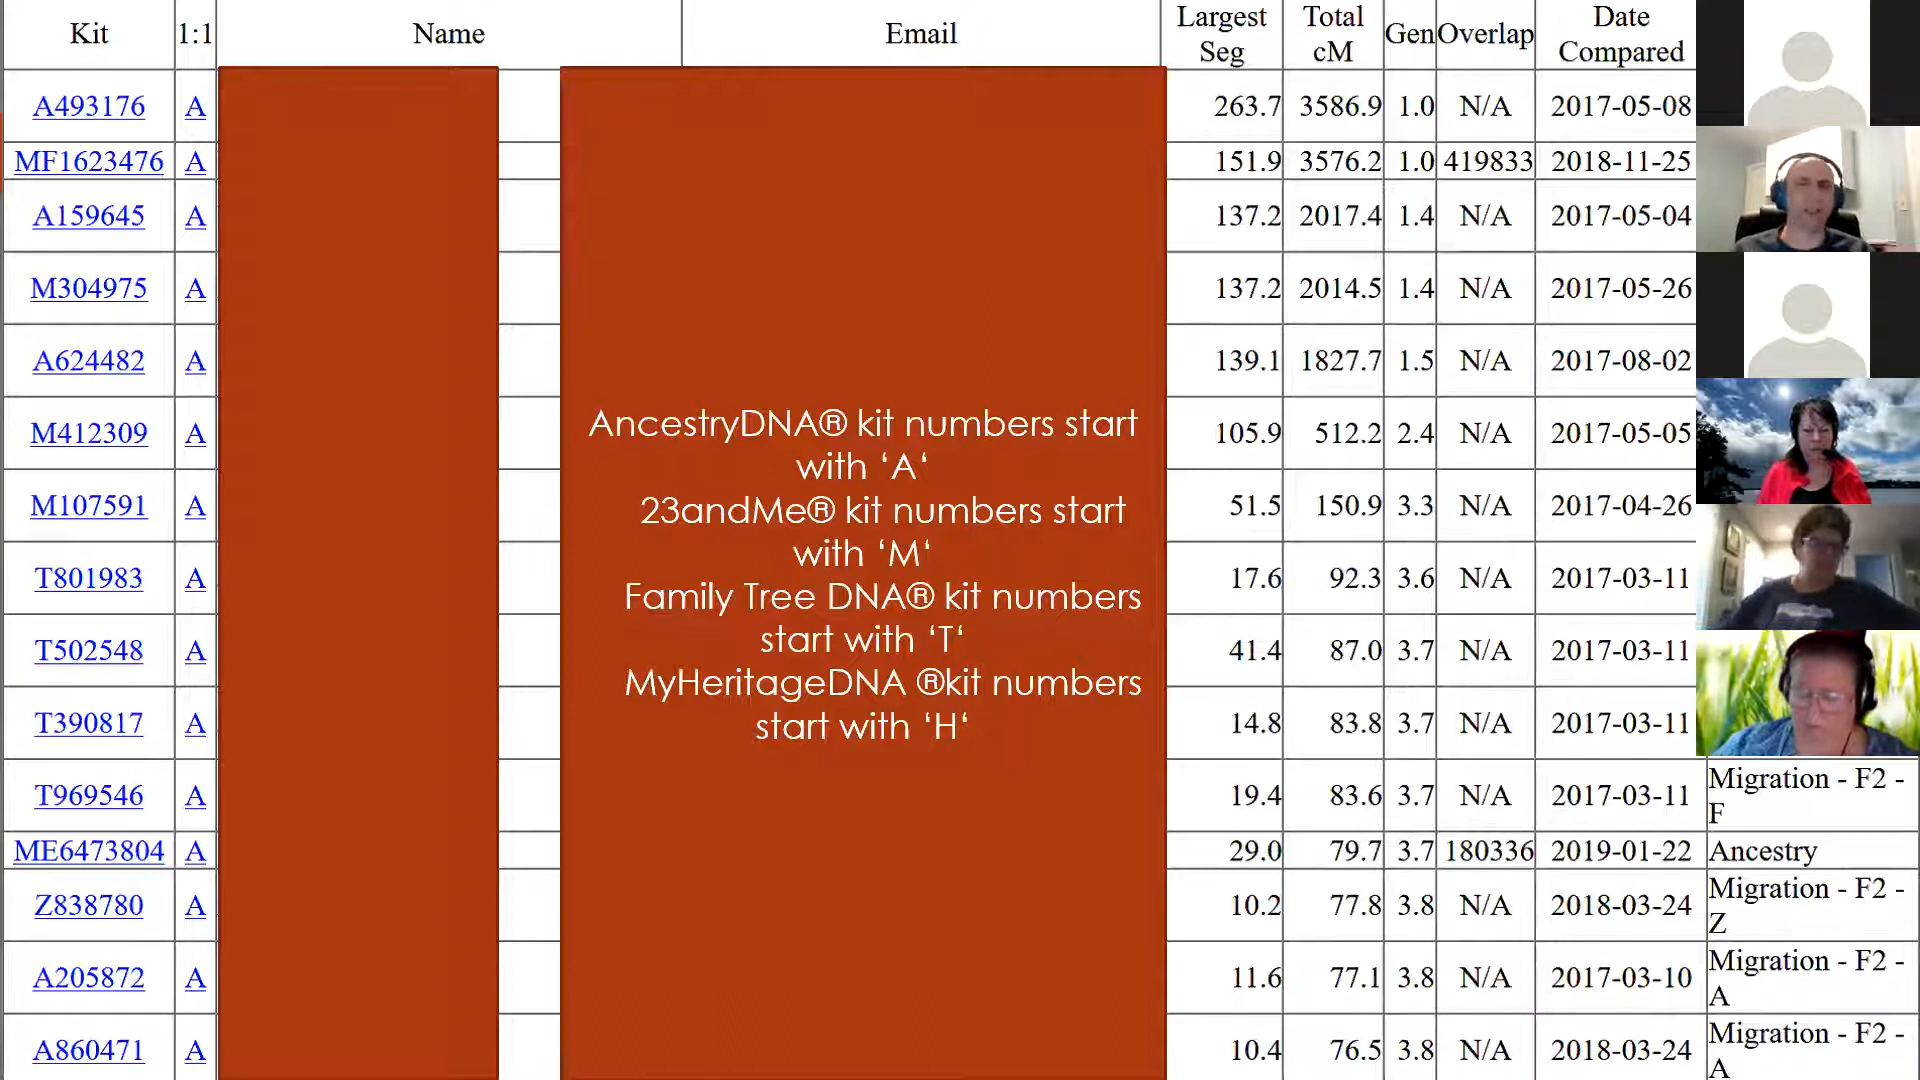 Kit 1:1 Name Email Largest Seg Total cM Gen Overlap Date Compared
A493176 A 263.7 3586.9 1.0 N/A 2017-05-08
MF1623476 A 151.9 3576.2 1.0 419833 2018-11-25
A159645 A 137.2 2017.4 1.4 N/A 2017-05-04
M304975 A 137.2 2014.5 1.4 N/A 2017-05-26
A624482 A 139.1 1827.7 1.5 N/A 2017-08-02
M412309 A 105.9 512.2 2.4 N/A 2017-05-05
M107591 A 51.5 150.9 3.3 N/A 2017-04-26
T801983 A 17.6 92.3 3.6 N/A 2017-03-11
T502548 A 41.4 87.0 3.7 N/A 2017-03-11
T390817 A 14.8 83.8 3.7 N/A 2017-03-11
T969546 A 19.4 83.6 3.7 N/A 2017-03-11 Migration - F2 - F
ME6473804 A 29.0 79.7 3.7 180336 2019-01-22 Ancestry
Z838780 A 10.2 77.8 3.8 N/A 2018-03-24 Migration - F2 - Z
A205872 A 11.6 77.1 3.8 N/A 2017-03-10 Migration - F2 - A
A860471 A 10.4 76.5 3.8 N/A 2018-03-24 Migration - F2 - A
AncestryDNA® kit numbers start
with ‘A‘
23andMe® kit numbers start
with ‘M‘
Family Tree DNA® kit numbers
start with ‘T‘
MyHeritageDNA ®kit numbers
start with ‘H‘